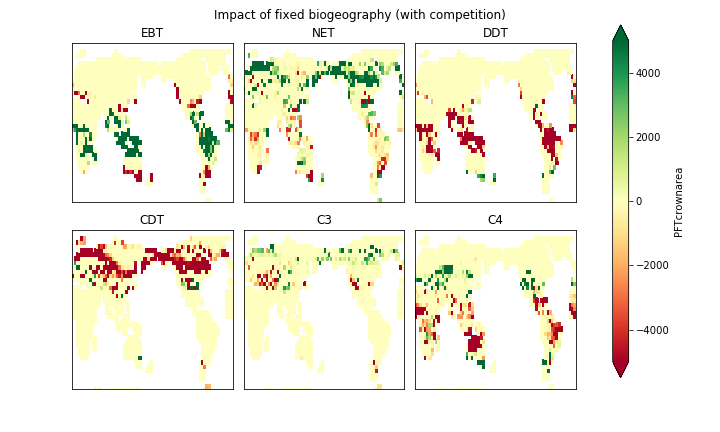 Impact of fixed biogeography (with competition)
EBT NET DDT
CDT C3 C4
4000
2000
0
−2000
−4000
PFTcrownarea